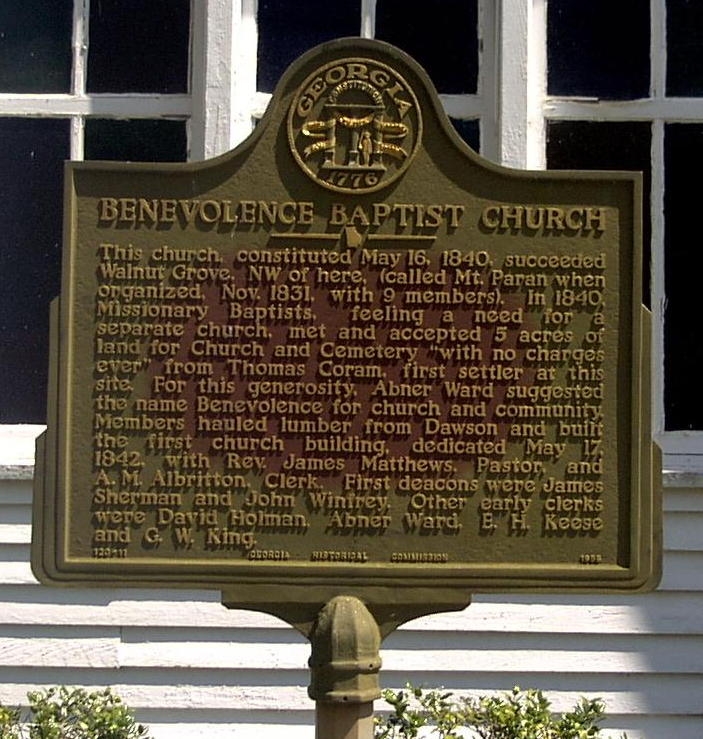 GEORGIA
CONSTITUTION
1776
BENEVOLENCE BAPTIST CHURCH
This church, constituted May 16, 1840, succeeded
Walnut Grove, NW of here, (called Mt. Paran when
organized, Nov. 1831, with 9 members). In 1840,
Missionary Baptists, feeling a need for a
separate church, met and accepted 5 acres of
land for Church and Cemetery "with no charges
ever" from Thomas Coram, first settler at this
site. For this generosity, Abner Ward suggested
the name Benevolence for church and community.
Members hauled lumber from Dawson and built
the first church building, dedicated May 17,
1842, with Rev. James Matthews, Pastor, and
A. M. Albritton, Clerk. First deacons were James
Sherman and John Winfrey. Other early clerks
were David Holman, Abner Ward, E. H. Keese
and G. W. King.
120-11 GEORGIA HISTORICAL COMMISSION